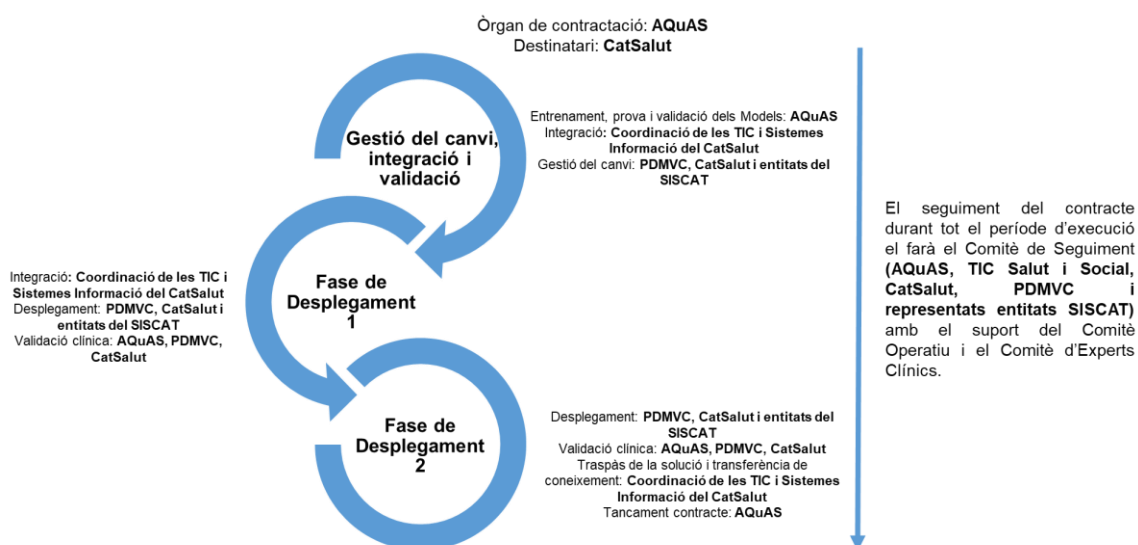 Òrgan de contractació: AQuAS
Destinatari: CatSalut
Gestió del canvi,
integració i
validació
Entrenament, prova i validació dels Models: AQuAS
Integració: Coordinació de les TIC i Sistemes
Informació del CatSalut
Gestió del canvi: PDMVC, CatSalut i entitats del
SISCAT
Integració: Coordinació de les TIC i
Sistemes Informació del CatSalut
Desplegament: PDMVC, CatSalut i
entitats del SISCAT
Validació clínica: AQuAS, PDMVC,
CatSalut
Fase de
Desplegament
1
Fase de
Desplegament
2
Desplegament: PDMVC, CatSalut i entitats del
SISCAT
Validació clínica: AQuAS, PDMVC, CatSalut
Traspàs de la solució i transferència de
coneixement: Coordinació de les TIC i Sistemes
Informació del CatSalut
Tancament contracte: AQuAS
El seguiment del contracte
durant tot el període d'execució
el farà el Comitè de Seguiment
(AQuAS, TIC Salut i Social,
CatSalut, PDMVC i
representats entitats SISCAT)
amb el suport del Comitè
Operatiu i el Comitè d'Experts
Clínics.